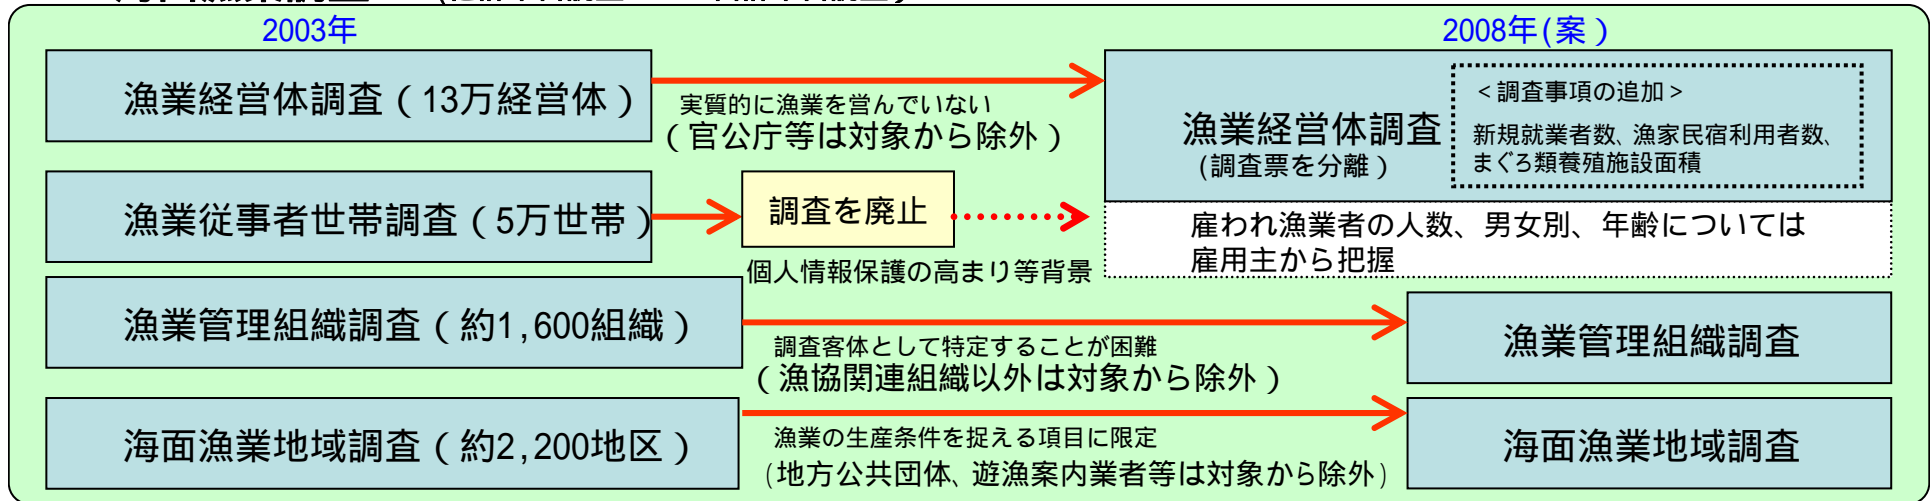 2003年
2008年(案)
漁業経営体調査(13万経営体)
実質的に漁業を営んでいない
(官公庁等は対象から除外)
漁業経営体調査
(調査票を分離)
<調査事項の追加>
新規就業者数、漁家民宿利用者数、
まぐろ類養殖施設面積
漁業従事者世帯調査(5万世帯)
調査を廃止
個人情報保護の高まり等背景
雇われ漁業者の人数、男女別、年齢については
雇用主から把握
漁業管理組織調査(約1,600組織)
調査客体として特定することが困難
(漁協関連組織以外は対象から除外)
漁業管理組織調査
海面漁業地域調査(約2,200地区)
漁業の生産条件を捉える項目に限定
(地方公共団体、遊漁案内業者等は対象から除外)
海面漁業地域調査